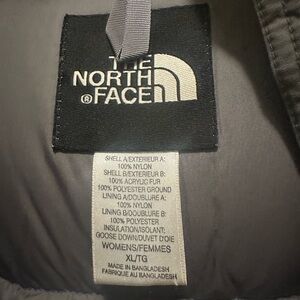 THE
NORTH
® FACE
SHELL A/EXTERIEUR A:
100% NYLON
SHELL B/EXTERIEUR B:
100% ACRYLIC FUR
100% POLYESTER GROUND
LINING A/DOUBLURE A:
100% NYLON
LINING B/DOUBLURE B:
100% POLYESTER
INSULATION/ISOLANT:
GOOSE DOWN/DUVET D'OIE
WOMENS/FEMMES
XL/TG
MADE IN BANGLADESH
FABRIQUE AU BANGLADESH